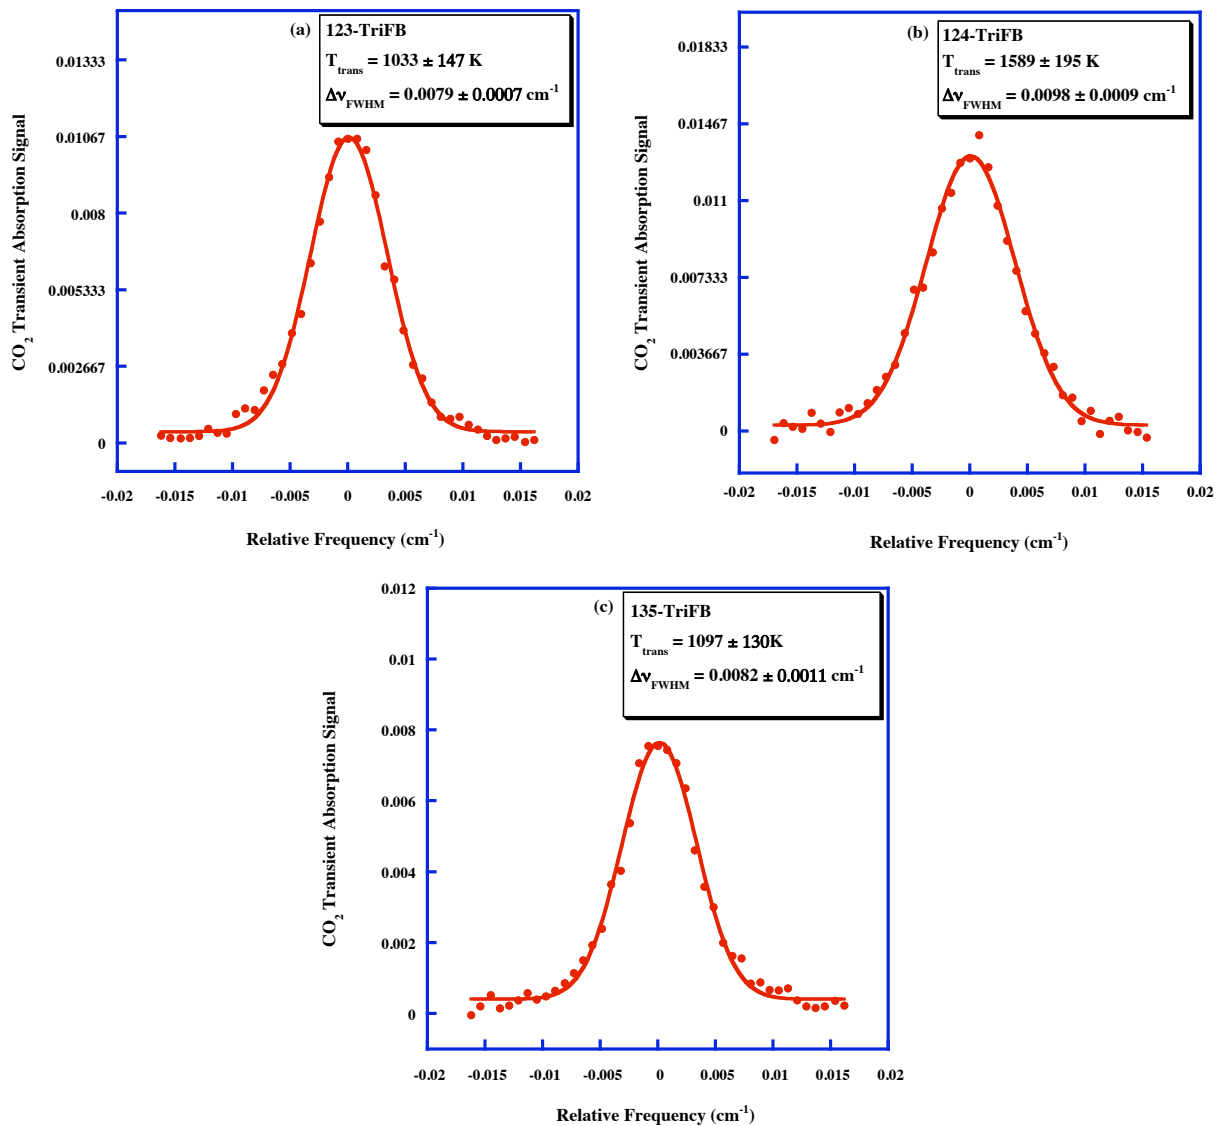 (a)
123-TriFB
T_trans = 1033 ± 147 K
Δν_FWHM = 0.0079 ± 0.0007 cm⁻¹
CO₂ Transient Absorption Signal
0.01333
0.01067
0.008
0.005333
0.002667
0
-0.02 -0.015 -0.01 -0.005 0 0.005 0.01 0.015 0.02
Relative Frequency (cm⁻¹)
(b)
124-TriFB
T_trans = 1589 ± 195 K
Δν_FWHM = 0.0098 ± 0.0009 cm⁻¹
CO₂ Transient Absorption Signal
0.01833
0.01467
0.011
0.007333
0.003667
0
-0.02 -0.015 -0.01 -0.005 0 0.005 0.01 0.015 0.02
Relative Frequency (cm⁻¹)
(c)
135-TriFB
T_trans = 1097 ± 130K
Δν_FWHM = 0.0082 ± 0.0011 cm⁻¹
CO₂ Transient Absorption Signal
0.012
0.01
0.008
0.006
0.004
0.002
0
-0.02 -0.015 -0.01 -0.005 0 0.005 0.01 0.015 0.02
Relative Frequency (cm⁻¹)